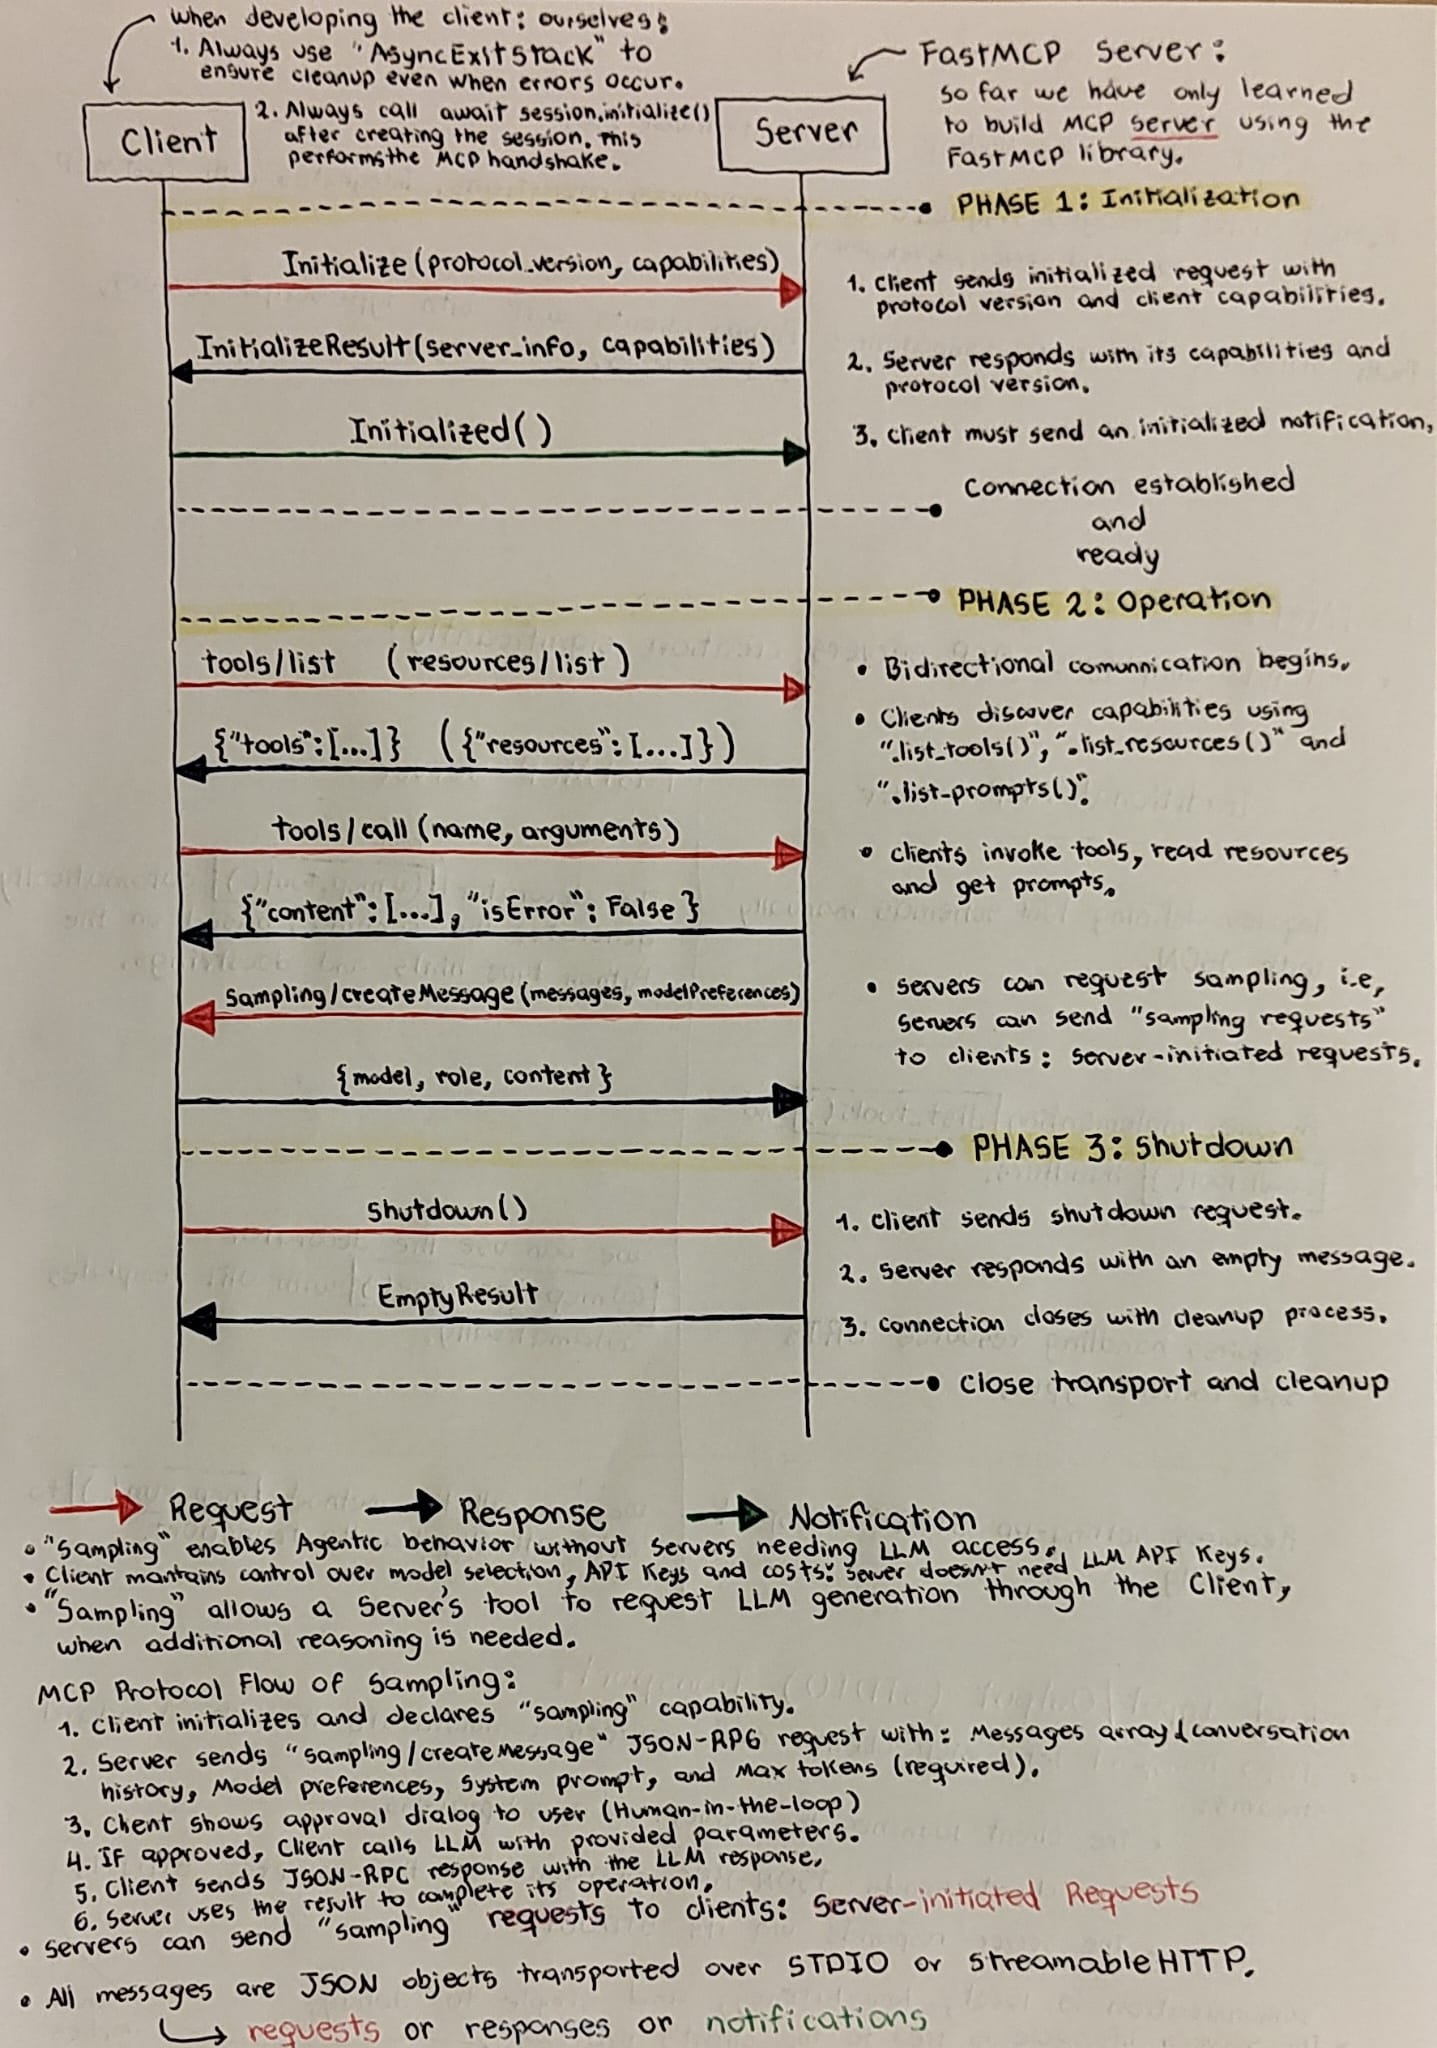 when developing the client: ourselves:
1. Always use "AsyncExitStack" to
ensure cleanup even when errors occur.
2. Always call await session.initialize()
after creating the session. This
performs the MCP handshake.
FastMCP Server:
so far we have only learned
to build MCP server using the
FastMCP library.
Client
Server
PHASE 1: Initialization
Initialize (protocol_version, capabilities)
1. Client sends initialized request with
protocol version and client capabilities.
InitializeResult (server_info, capabilities)
2. Server responds with its capabilities and
protocol version.
Initialized()
3. Client must send an initialized notification.
Connection established
and
ready
PHASE 2: Operation
tools/list (resources/list)
• Bidirectional comunnication begins.
• Clients discover capabilities using
".list_tools()", ".list_resources()" and
".list-prompts()".
{"tools":[...]} ({"resources":[...]})
tools/call (name, arguments)
• clients invoke tools, read resources
and get prompts.
{"content":[...], "isError": False}
Sampling/createMessage (messages, modelPreferences)
• servers can request sampling, i.e,
servers can send "sampling requests"
to clients: server-initiated requests.
{model, role, content}
PHASE 3: Shutdown
Shutdown()
1. Client sends shutdown request.
2. Server responds with an empty message.
EmptyResult
3. Connection closes with cleanup process.
Close transport and cleanup
Request Response Notification
• "Sampling" enables Agentic behavior without servers needing LLM access.
• Client mantains control over model selection, API Keys and costs: server doesn't need LLM API Keys.
• "Sampling" allows a Server's tool to request LLM generation through the Client,
when additional reasoning is needed.
MCP Protocol Flow of Sampling:
1. Client initializes and declares "sampling" capability.
2. Server sends "Sampling/createMessage" JSON-RPG request with: Messages array & conversation
history, Model preferences, System prompt, and Max tokens (required).
3. Client shows approval dialog to user (Human-in-the-loop)
4. If approved, Client calls LLM with provided parameters.
5. Client sends JSON-RPC response with the LLM response.
6. Server uses the result to complete its operation.
• Servers can send "sampling" requests to clients: Server-initiated Requests
• All messages are JSON objects transported over STDIO or StreamableHTTP.
requests or responses or notifications